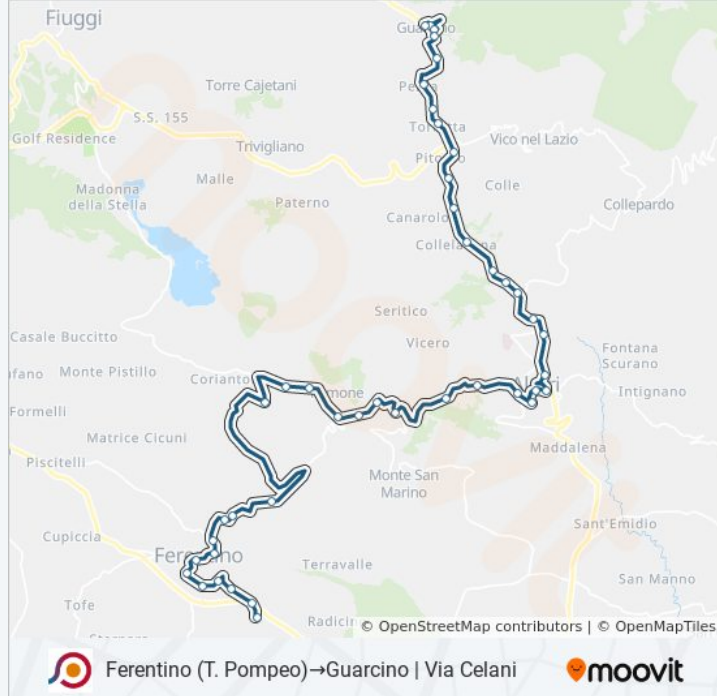 Fiuggi
Torre Cajetani
S.S. 155
Golf Residence
Trivigliano
Vico nel Lazio
Malle
Colle
Madonna
della Stella
Paterno
Collepardo
Canarolo
Seritico
Casale Buccitto
Vicero
Fontana
Scurano
Monte Pistillo
Intignano
Formelli
Matrice Cicuni
Piscitelli
Maddalena
Monte San
Marino
Sant'Emidio
Cupiccia
Terravalle
San Manno
Tofe
© OpenStreetMap contributors | © OpenMapTiles
Ferentino (T. Pompeo)→Guarcino | Via Celani
moovit